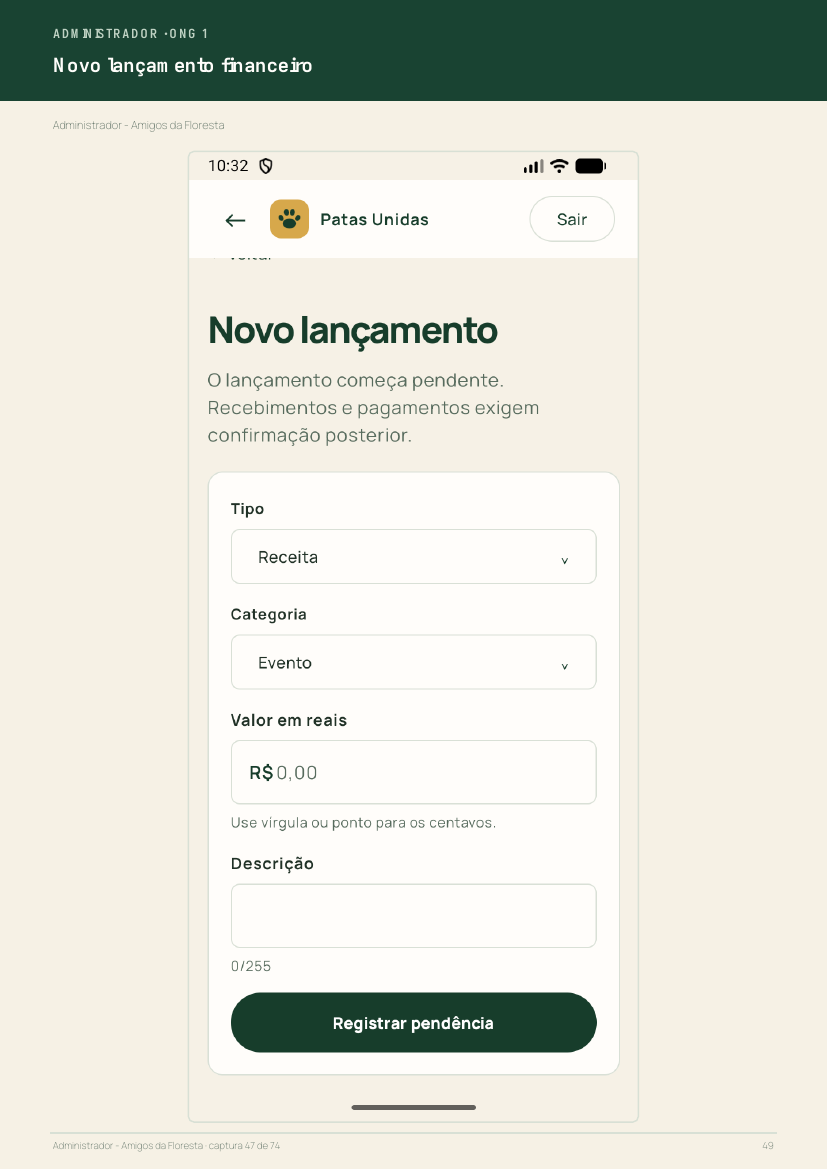 ADMINISTRADOR · ONG 1
Novo lançamento financeiro
Administrador - Amigos da Floresta
10:32
Patas Unidas
Sair
Voltar
Novo lançamento
O lançamento começa pendente.
Recebimentos e pagamentos exigem
confirmação posterior.
Tipo
Receita
Categoria
Evento
Valor em reais
R$ 0,00
Use vírgula ou ponto para os centavos.
Descrição
0/255
Registrar pendência
Administrador - Amigos da Floresta · captura 47 de 74
49